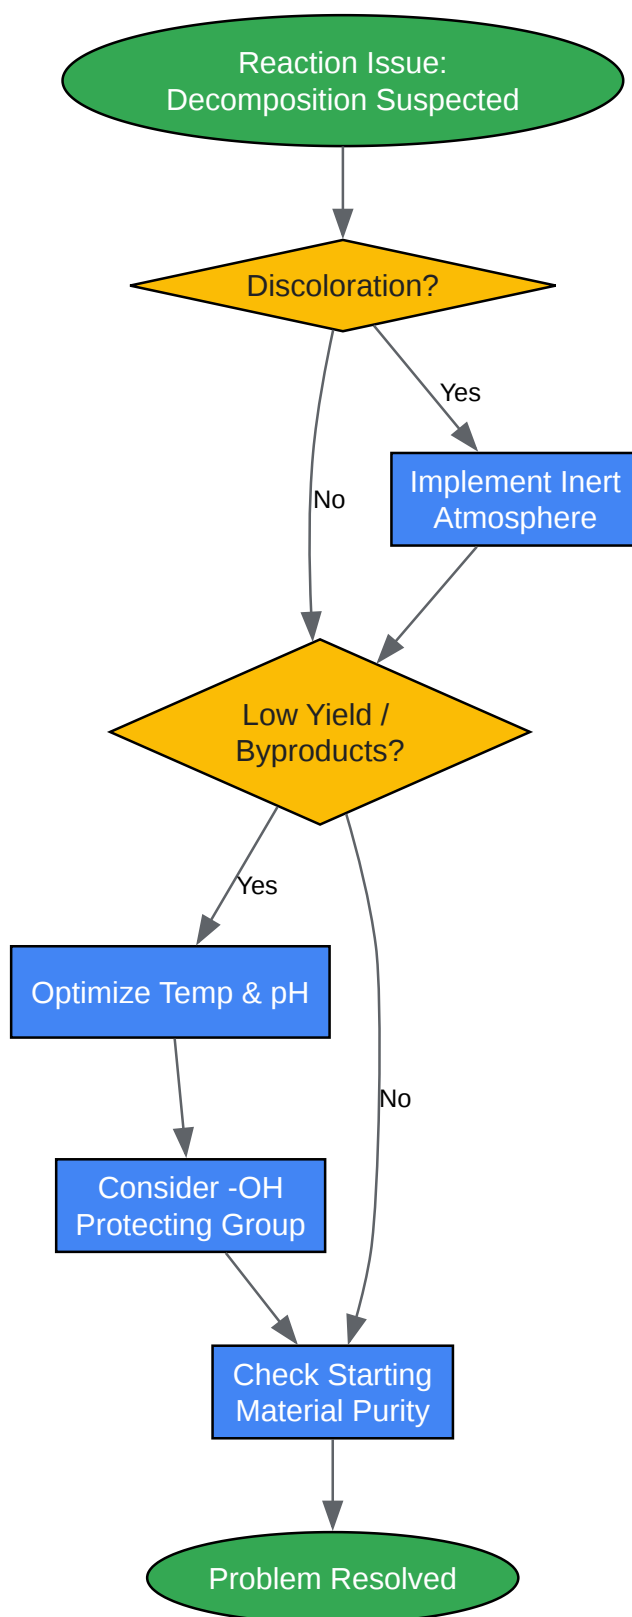 Reaction Issue:
Decomposition Suspected
Discoloration?
Yes
Implement Inert
Atmosphere
No
Low Yield /
Byproducts?
Yes
Optimize Temp & pH
No
Consider -OH
Protecting Group
Check Starting
Material Purity
Problem Resolved